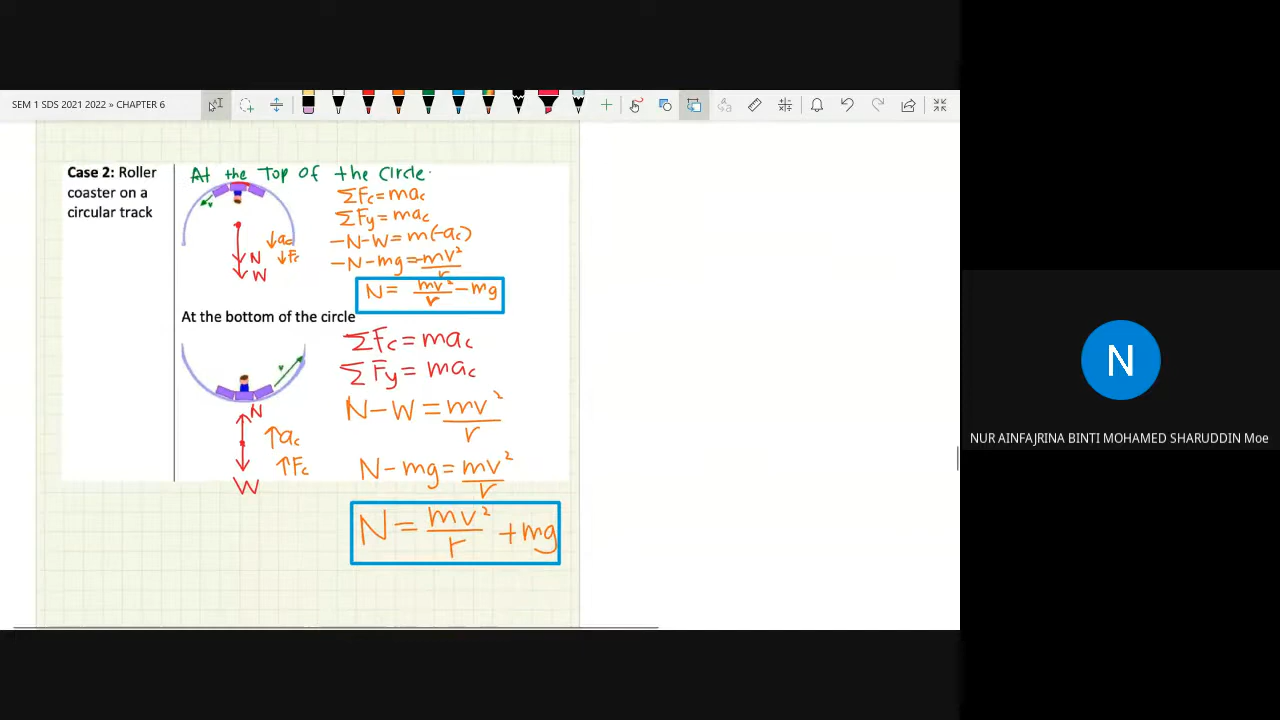 SEM 1 SDS 2021 2022 » CHAPTER 6
Case 2: Roller
coaster on a
circular track
At the Top of the Circle.
v
ac
Fc
N
W
ΣFc = mac
ΣFy = mac
-N-W = m(-ac)
-N-mg = -mv²/r
N = mv²/r - mg
At the bottom of the circle
v
N
↑ac
↑Fc
W
ΣFc = mac
ΣFy = mac
N-W = mv²/r
N-mg = mv²/r
N = mv²/r + mg
N
NUR AINFAJRINA BINTI MOHAMED SHARUDDIN Moe